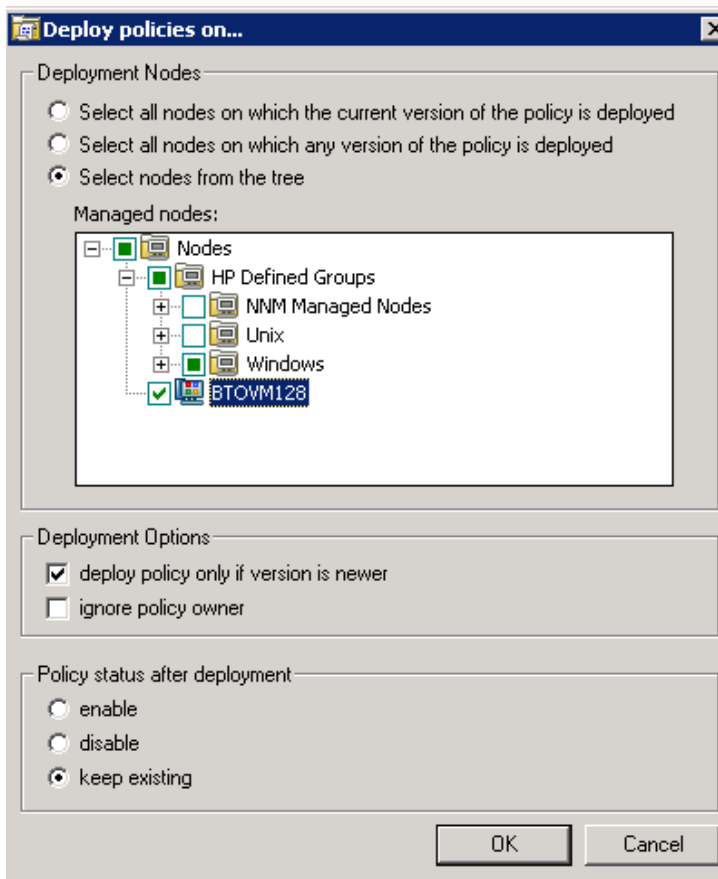 Deploy policies on...
Deployment Nodes
Select all nodes on which the current version of the policy is deployed
Select all nodes on which any version of the policy is deployed
Select nodes from the tree
Managed nodes:
Nodes
HP Defined Groups
NNM Managed Nodes
Unix
Windows
BTOVM128
Deployment Options
deploy policy only if version is newer
ignore policy owner
Policy status after deployment
enable
disable
keep existing
OK Cancel